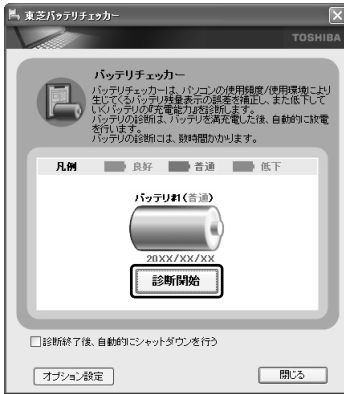 東芝バッテリチェッカー
TOSHIBA
バッテリチェッカー
バッテリチェッカーは、パソコンの使用頻度/使用環境により
生じてくるバッテリ残量表示の誤差を補正し、また低下して
いくバッテリの『充電能力』を診断します。
バッテリの診断は、バッテリを満充電した後、自動的に放電
を行います。
バッテリの診断には、数時間かかります。
凡例 良好 普通 低下
バッテリ#1(普通)
20XX/XX/XX
診断開始
診断終了後、自動的にシャットダウンを行う
オプション設定 閉じる